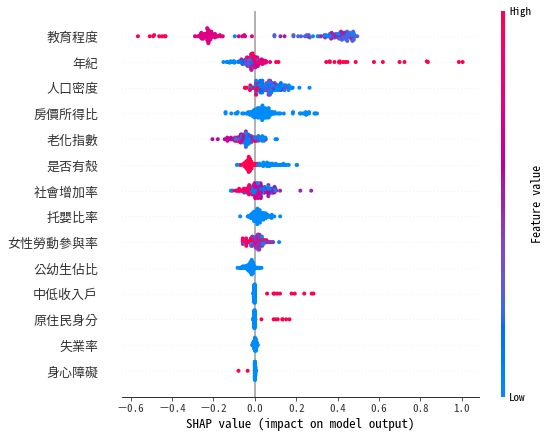 High
教育程度
年紀
人口密度
房價所得比
老化指數
是否有殼
社會增加率
托嬰比率
女性勞動參與率
公幼生佔比
中低收入戶
原住民身分
失業率
身心障礙
Low
Feature value
−0.6 −0.4 −0.2 0.0 0.2 0.4 0.6 0.8 1.0
SHAP value (impact on model output)